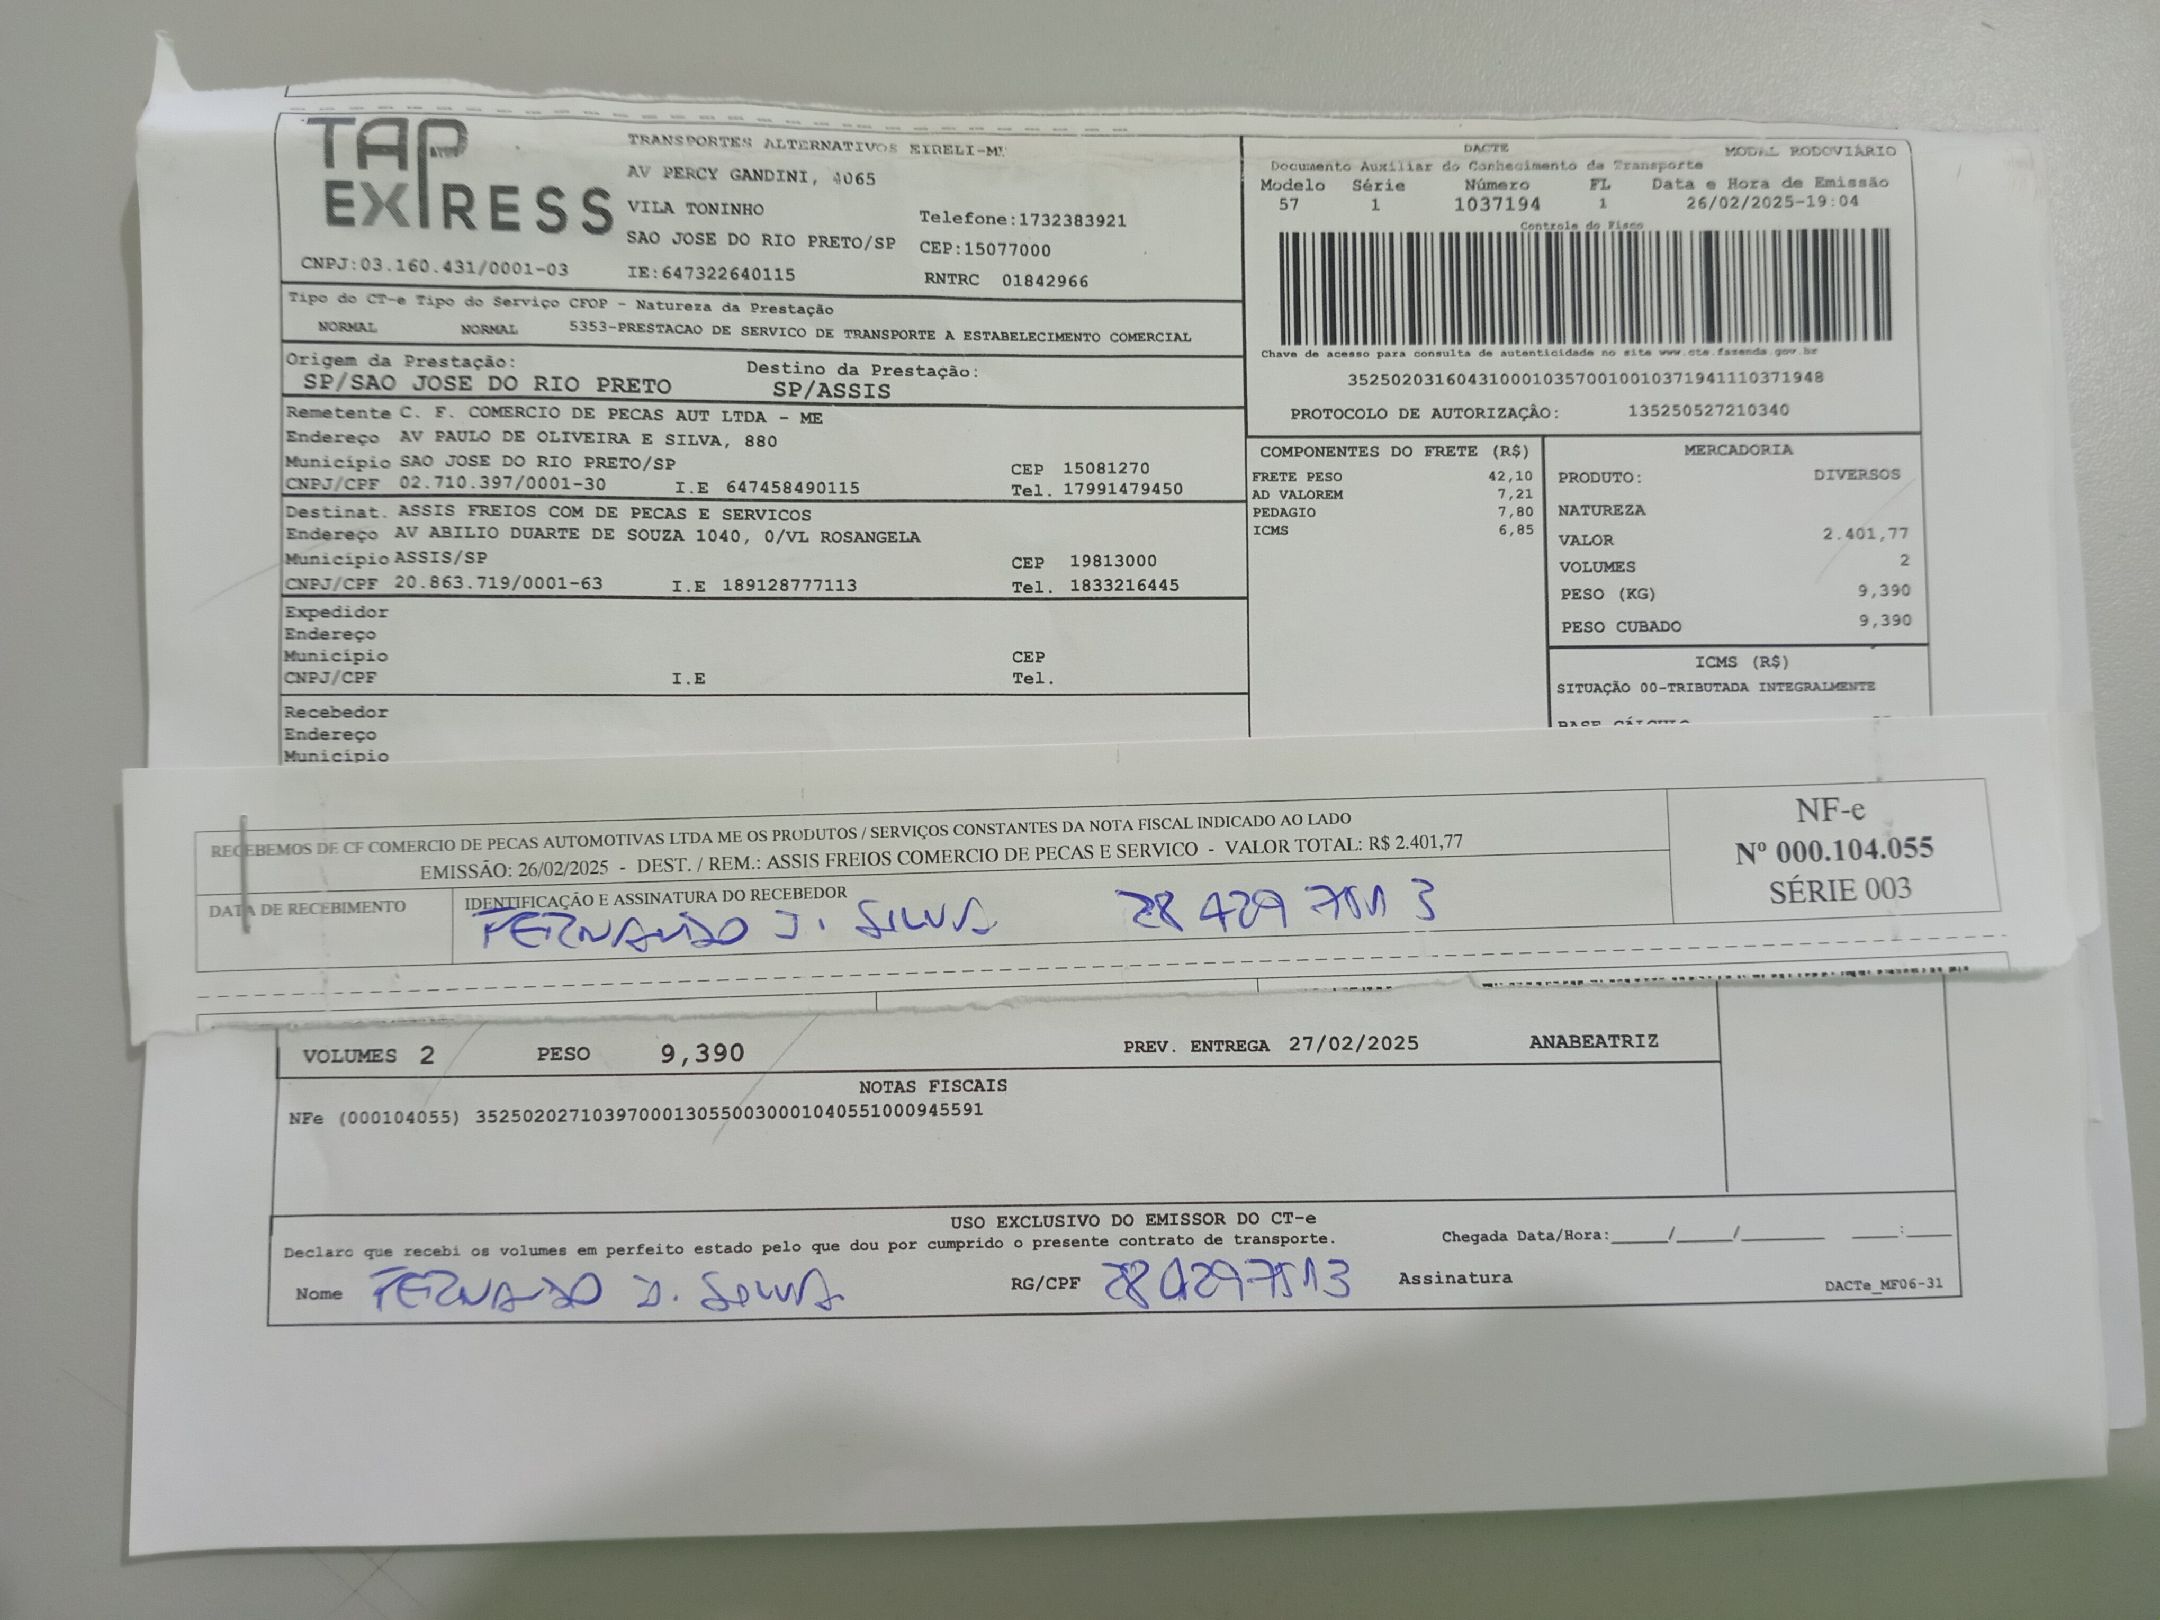 TAP EXPRESS
TRANSPORTES ALTERNATIVOS EIRELI-ME
AV PERCY GANDINI, 4065
VILA TONINHO
Telefone:1732383921
SAO JOSE DO RIO PRETO/SP CEP:15077000
CNPJ:03.160.431/0001-03 IE:647322640115 RNTRC 01842966
DACTE MODAL RODOVIÁRIO
Documento Auxiliar do Conhecimento de Transporte
Modelo Série Número FL Data e Hora de Emissão
57 1 1037194 1 26/02/2025-19:04
Controle do Fisco
Chave de acesso para consulta de autenticidade no site www.cte.fazenda.gov.br
35250203160431000103570010010371941110371948
PROTOCOLO DE AUTORIZAÇÃO: 135250527210340
Tipo do CT-e Tipo do Serviço CFOP - Natureza da Prestação
NORMAL NORMAL 5353-PRESTACAO DE SERVICO DE TRANSPORTE A ESTABELECIMENTO COMERCIAL
Origem da Prestação: Destino da Prestação:
SP/SAO JOSE DO RIO PRETO SP/ASSIS
Remetente C. F. COMERCIO DE PECAS AUT LTDA - ME
Endereço AV PAULO DE OLIVEIRA E SILVA, 880
Município SAO JOSE DO RIO PRETO/SP CEP 15081270
CNPJ/CPF 02.710.397/0001-30 I.E 647458490115 Tel. 17991479450
Destinat. ASSIS FREIOS COM DE PECAS E SERVICOS
Endereço AV ABILIO DUARTE DE SOUZA 1040, 0/VL ROSANGELA
Município ASSIS/SP CEP 19813000
CNPJ/CPF 20.863.719/0001-63 I.E 189128777113 Tel. 1833216445
Expedidor
Endereço
Município CEP
CNPJ/CPF I.E Tel.
Recebedor
Endereço
Município
COMPONENTES DO FRETE (R$)
FRETE PESO 42,10
AD VALOREM 7,21
PEDAGIO 7,80
ICMS 6,85
MERCADORIA
PRODUTO: DIVERSOS
NATUREZA
VALOR 2.401,77
VOLUMES 2
PESO (KG) 9,390
PESO CUBADO 9,390
ICMS (R$)
SITUAÇÃO 00-TRIBUTADA INTEGRALMENTE
BASE CÁLCULO
RECEBEMOS DE CF COMERCIO DE PECAS AUTOMOTIVAS LTDA ME OS PRODUTOS / SERVIÇOS CONSTANTES DA NOTA FISCAL INDICADO AO LADO
EMISSÃO: 26/02/2025 - DEST. / REM.: ASSIS FREIOS COMERCIO DE PECAS E SERVICO - VALOR TOTAL: R$ 2.401,77
DATA DE RECEBIMENTO IDENTIFICAÇÃO E ASSINATURA DO RECEBEDOR
FERNANDO J. SILVA 28 429 751 3
NF-e
Nº 000.104.055
SÉRIE 003
VOLUMES 2 PESO 9,390 PREV. ENTREGA 27/02/2025 ANABEATRIZ
NOTAS FISCAIS
NFe (000104055) 35250202710397000130550030001040551000945591
USO EXCLUSIVO DO EMISSOR DO CT-e
Declaro que recebi os volumes em perfeito estado pelo que dou por cumprido o presente contrato de transporte. Chegada Data/Hora:_____/_____/_______ ____:____
Nome FERNANDO J. SILVA RG/CPF 284297513 Assinatura DACTe_MF06-31